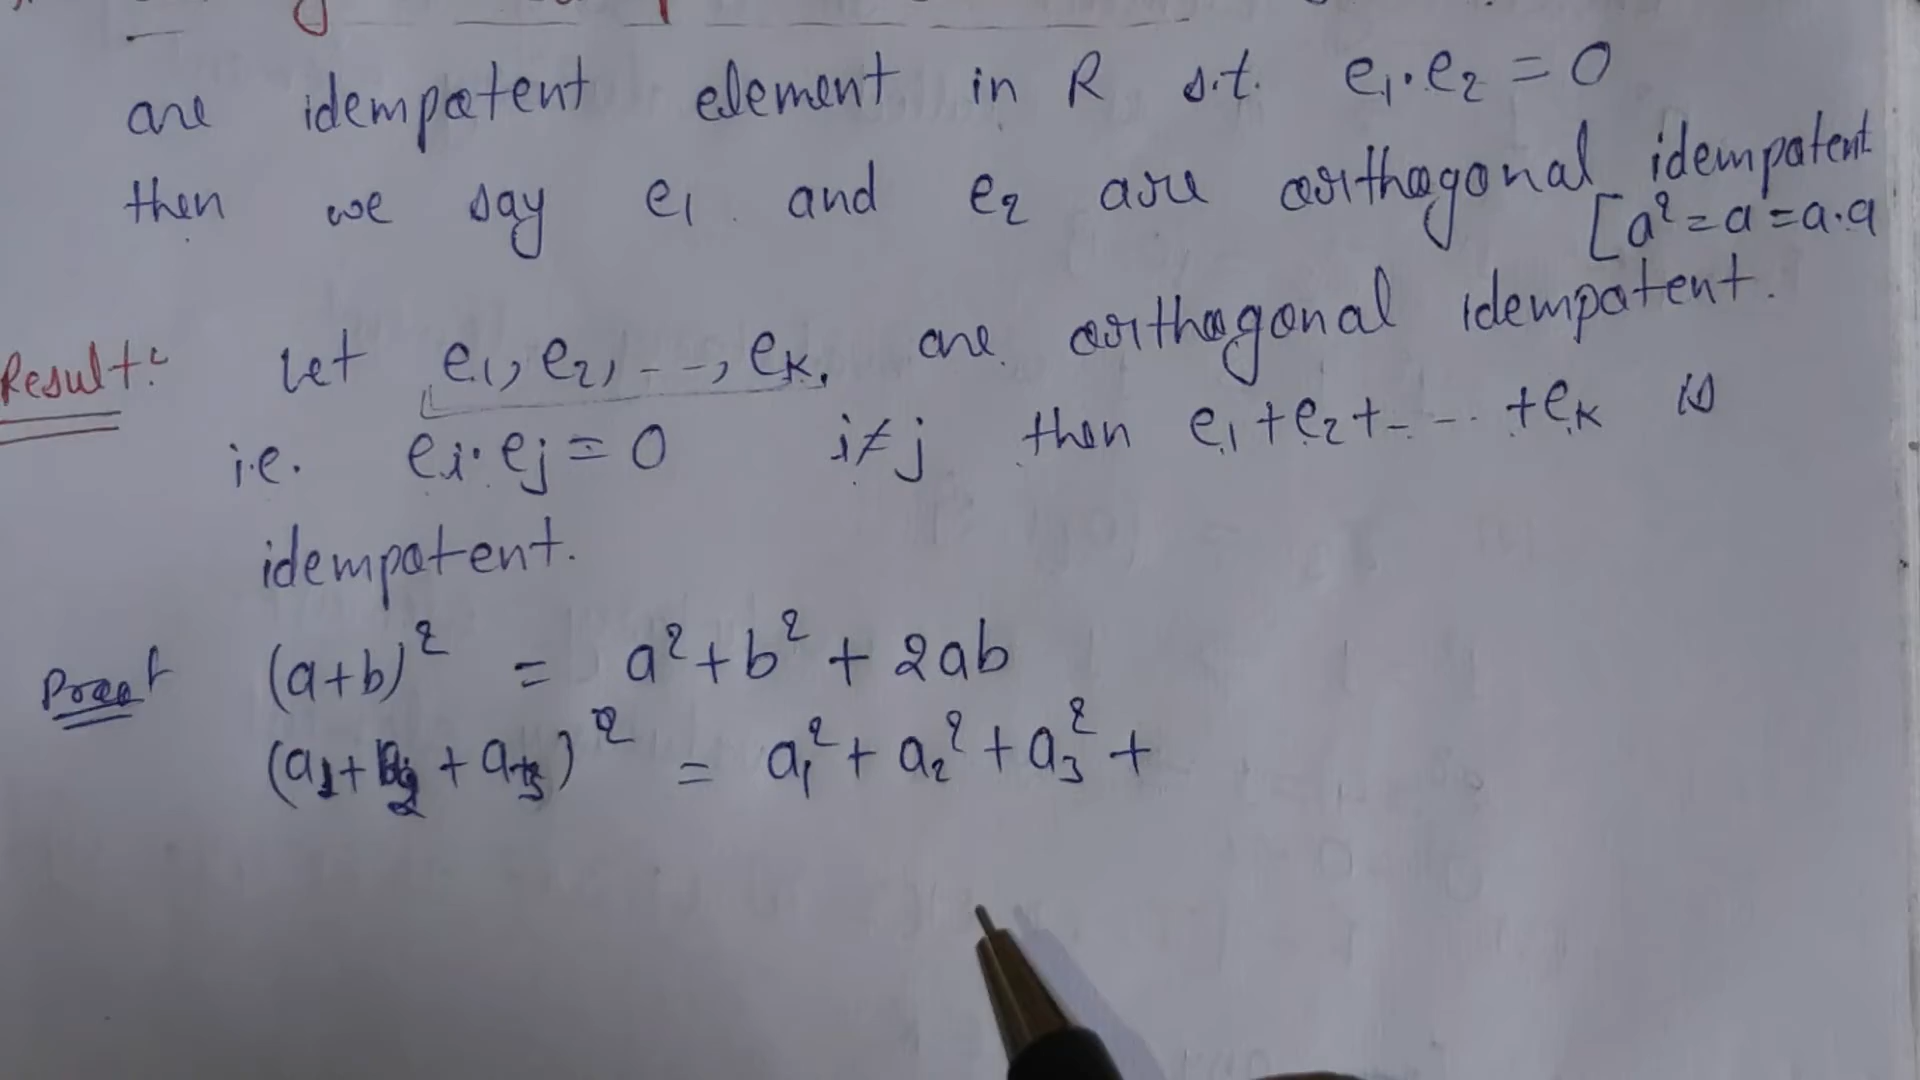 are idempotent element in R s.t. e₁·e₂ = 0
then we say e₁ and e₂ are orthogonal idempotent
[a² = a = a·a
Result: Let e₁, e₂, - - -, eₖ, are orthogonal idempotent.
i.e. eᵢ·eⱼ = 0 i≠j then e₁+e₂+- - - +eₖ is
idempotent.
Proof (a+b)² = a²+b²+2ab
(a₁+a₂+a₃)² = a₁²+a₂²+a₃²+